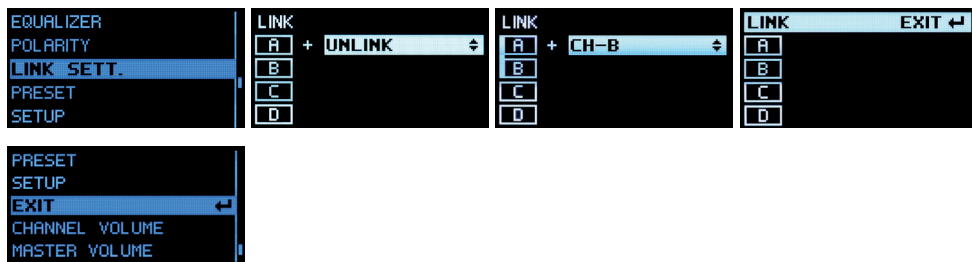 EQUALIZER
POLARITY
LINK SETT.
PRESET
SETUP
LINK
A + UNLINK
B
C
D
LINK
A + CH-B
B
C
D
LINK EXIT ↵
A
B
C
D
PRESET
SETUP
EXIT ↵
CHANNEL VOLUME
MASTER VOLUME